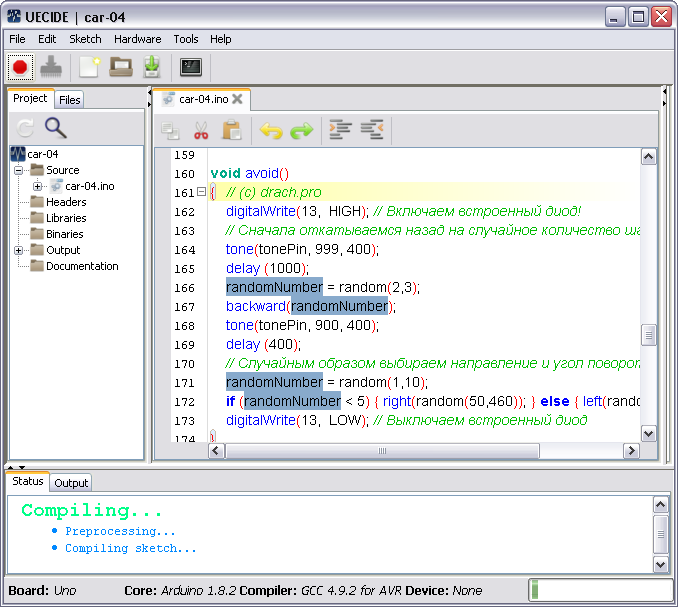 UECIDE | car-04
File Edit Sketch Hardware Tools Help
Project Files
car-04
Source
car-04.ino
Headers
Libraries
Binaries
Output
Documentation
car-04.ino
159
160 void avoid()
161 { // (c) drach.pro
162 digitalWrite(13, HIGH); // Включаем встроенный диод!
163 // Сначала откатываемся назад на случайное количество ша
164 tone(tonePin, 999, 400);
165 delay (1000);
166 randomNumber = random(2,3);
167 backward(randomNumber);
168 tone(tonePin, 900, 400);
169 delay (400);
170 // Случайным образом выбираем направление и угол поворот
171 randomNumber = random(1,10);
172 if (randomNumber < 5) { right(random(50,460)); } else { left(rando
173 digitalWrite(13, LOW); // Выключаем встроенный диод
174 }
Status Output
Compiling...
• Preprocessing...
• Compiling sketch...
Board: Uno Core: Arduino 1.8.2 Compiler: GCC 4.9.2 for AVR Device: None